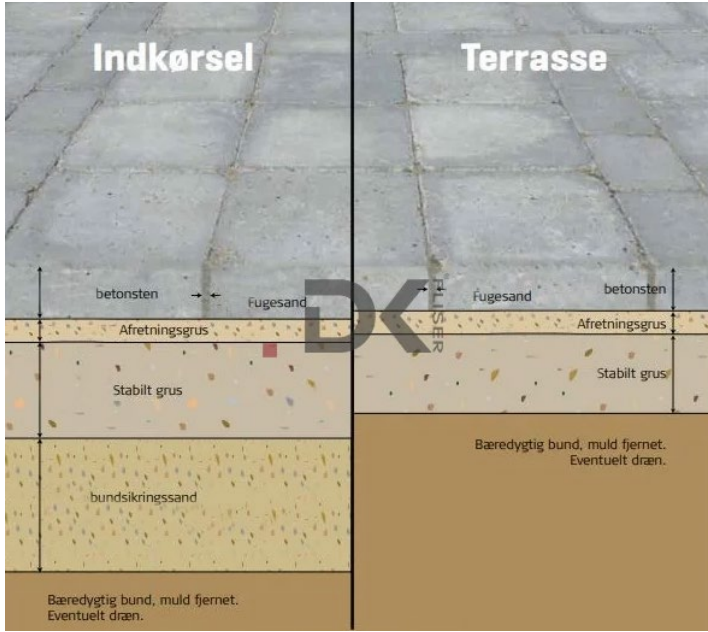 Indkørsel
betonsten
Fugesand
Afretningsgrus
Stabilt grus
bundsikringssand
Bæredygtig bund, muld fjernet.
Eventuelt dræn.
DK
FLISER
Terrasse
betonsten
Fugesand
Afretningsgrus
Stabilt grus
Bæredygtig bund, muld fjernet.
Eventuelt dræn.